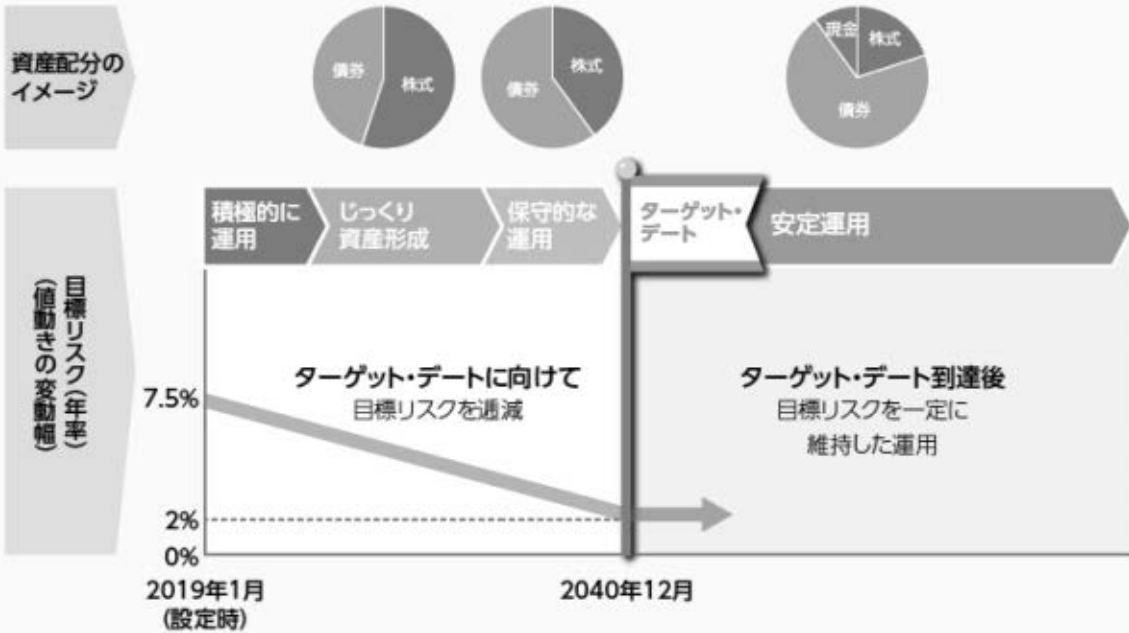 資産配分の
イメージ
債券
株式
債券
株式
現金
株式
債券
積極的に
運用
じっくり
資産形成
保守的な
運用
ターゲット・
デート
安定運用
目標リスク(年率)
(値動きの変動幅)
ターゲット・デートに向けて
目標リスクを逓減
ターゲット・デート到達後
目標リスクを一定に
維持した運用
7.5%
2%
0%
2019年1月
(設定時)
2040年12月